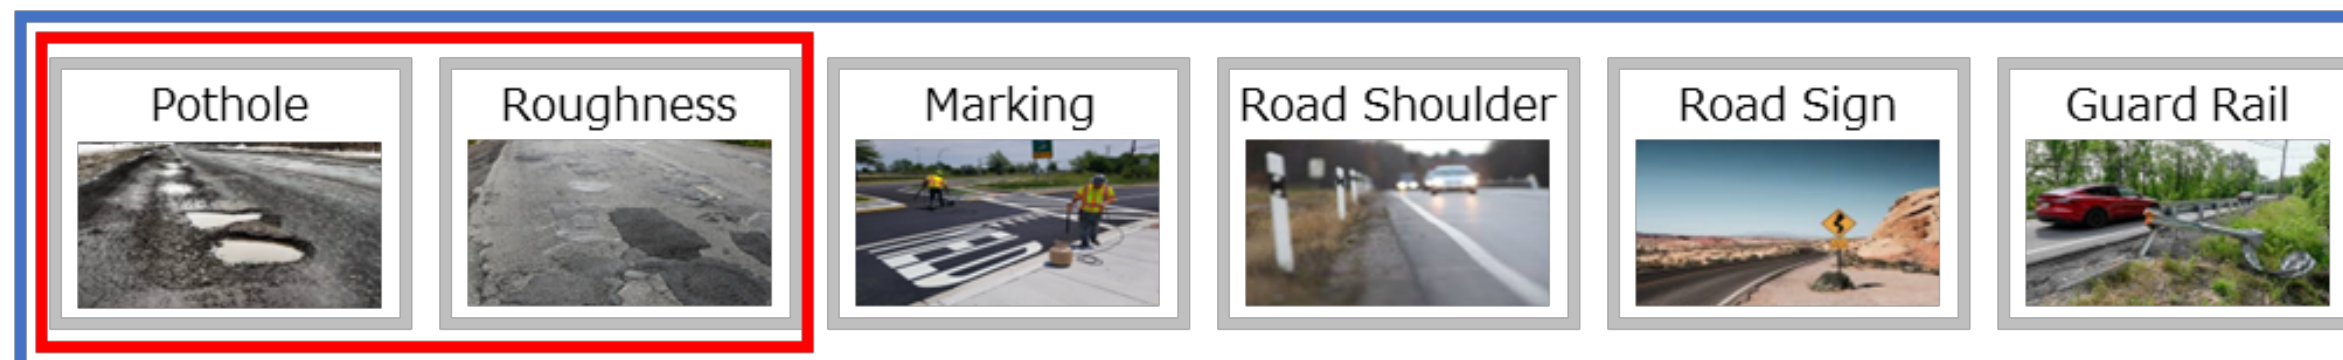 Pothole
Roughness
Marking
Road Shoulder
Road Sign
Guard Rail